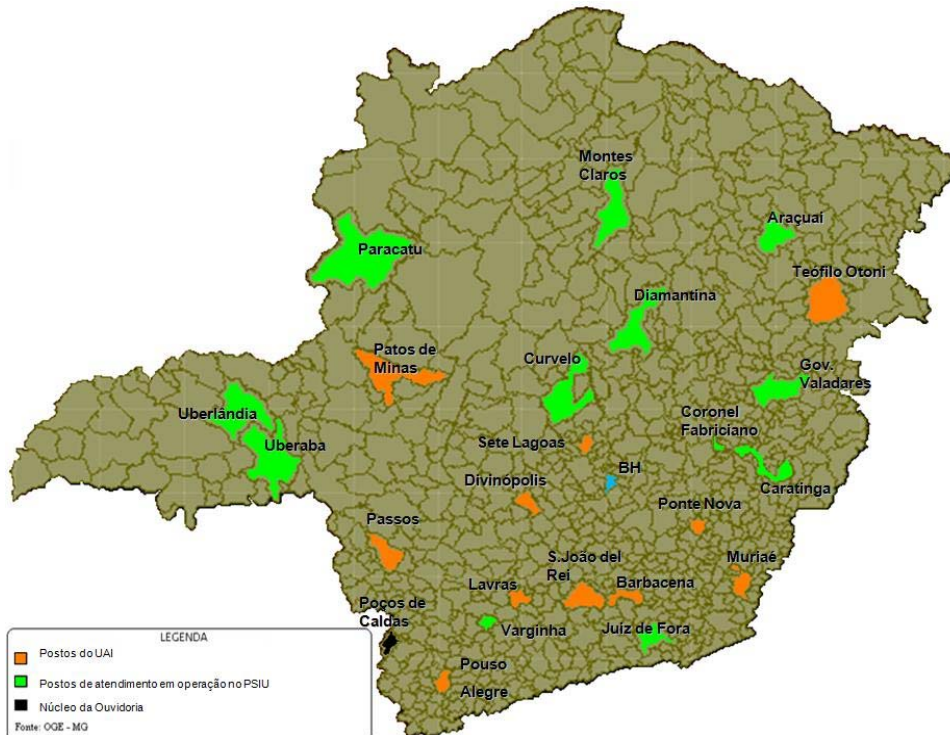 Montes
Claros
Araçuaí
Paracatu
Teófilo Otoni
Diamantina
Patos de
Minas
Curvelo
Gov.
Valadares
Uberlândia
Coronel
Fabriciano
Uberaba
Sete Lagoas
BH
Divinópolis
Caratinga
Ponte Nova
Passos
S.João del
Rei
Muriaé
Lavras
Barbacena
Poços de
Caldas
Varginha
Juiz de Fora
Pouso
Alegre
LEGENDA
Postos do UAI
Postos de atendimento em operação no PSIU
Núcleo da Ouvidoria
Fonte: OGE - MG